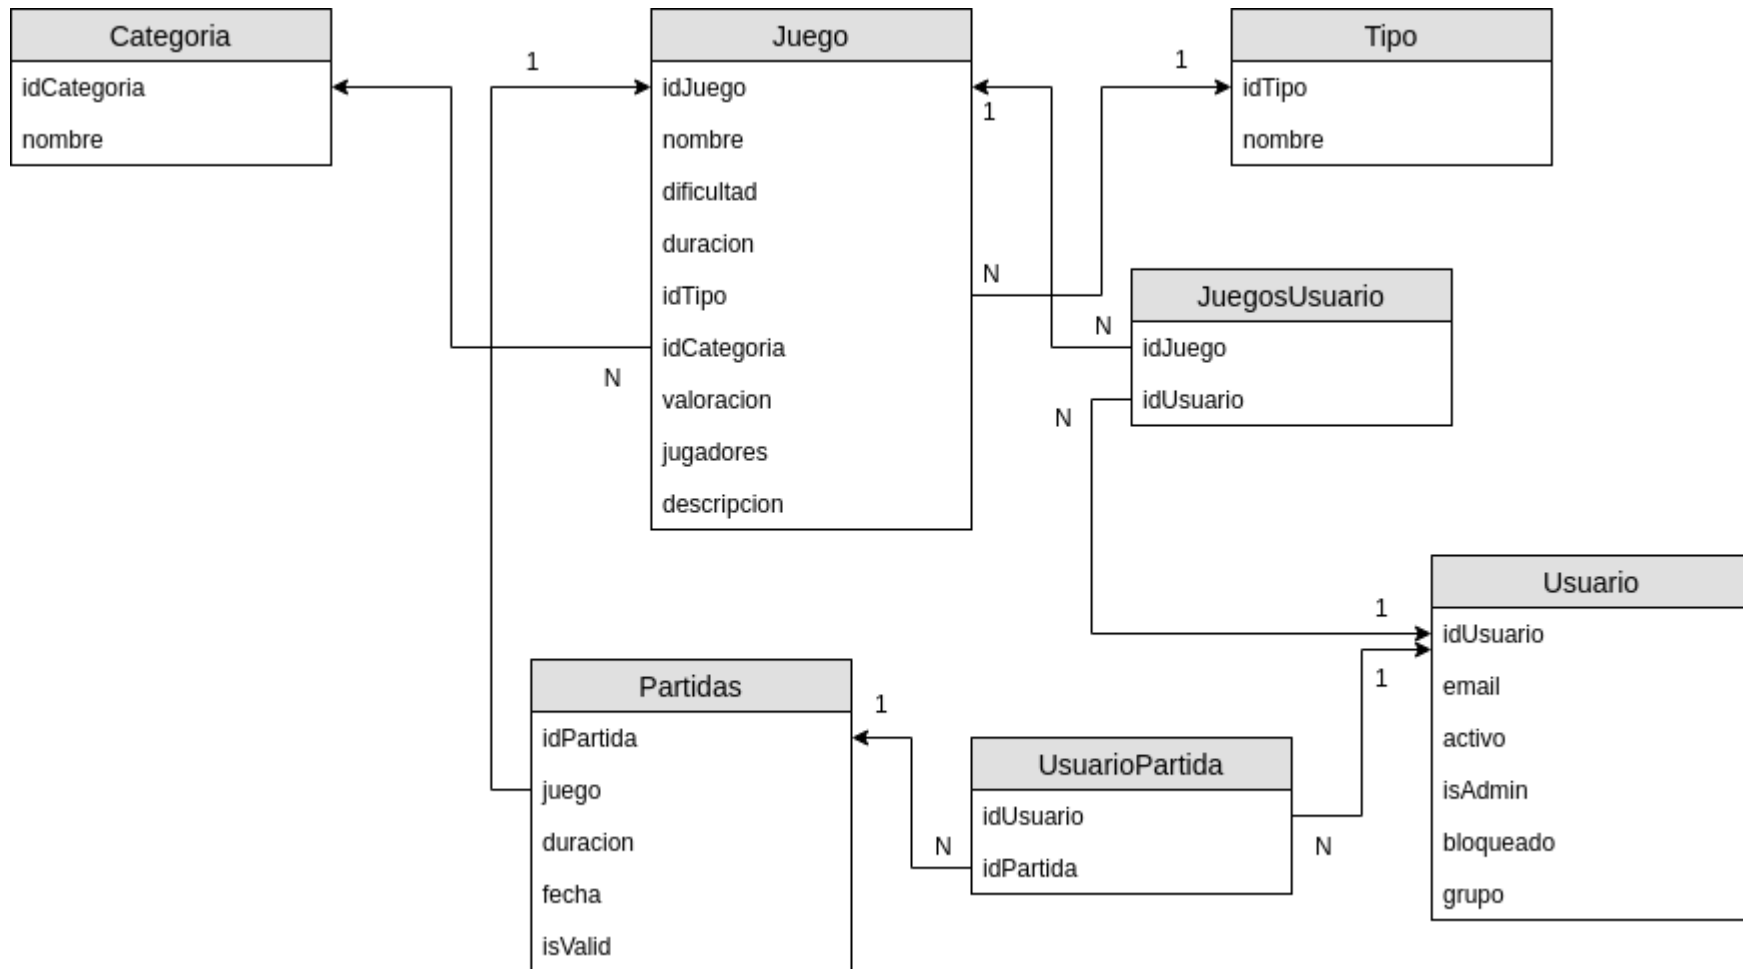 Categoria
idCategoria
nombre
1
Juego
idJuego
nombre
dificultad
duracion
idTipo
idCategoria
valoracion
jugadores
descripcion
N
1
N
1
Tipo
idTipo
nombre
JuegosUsuario
idJuego
idUsuario
N
N
1
1
Usuario
idUsuario
email
activo
isAdmin
bloqueado
grupo
Partidas
idPartida
juego
duracion
fecha
isValid
1
N
UsuarioPartida
idUsuario
idPartida
N